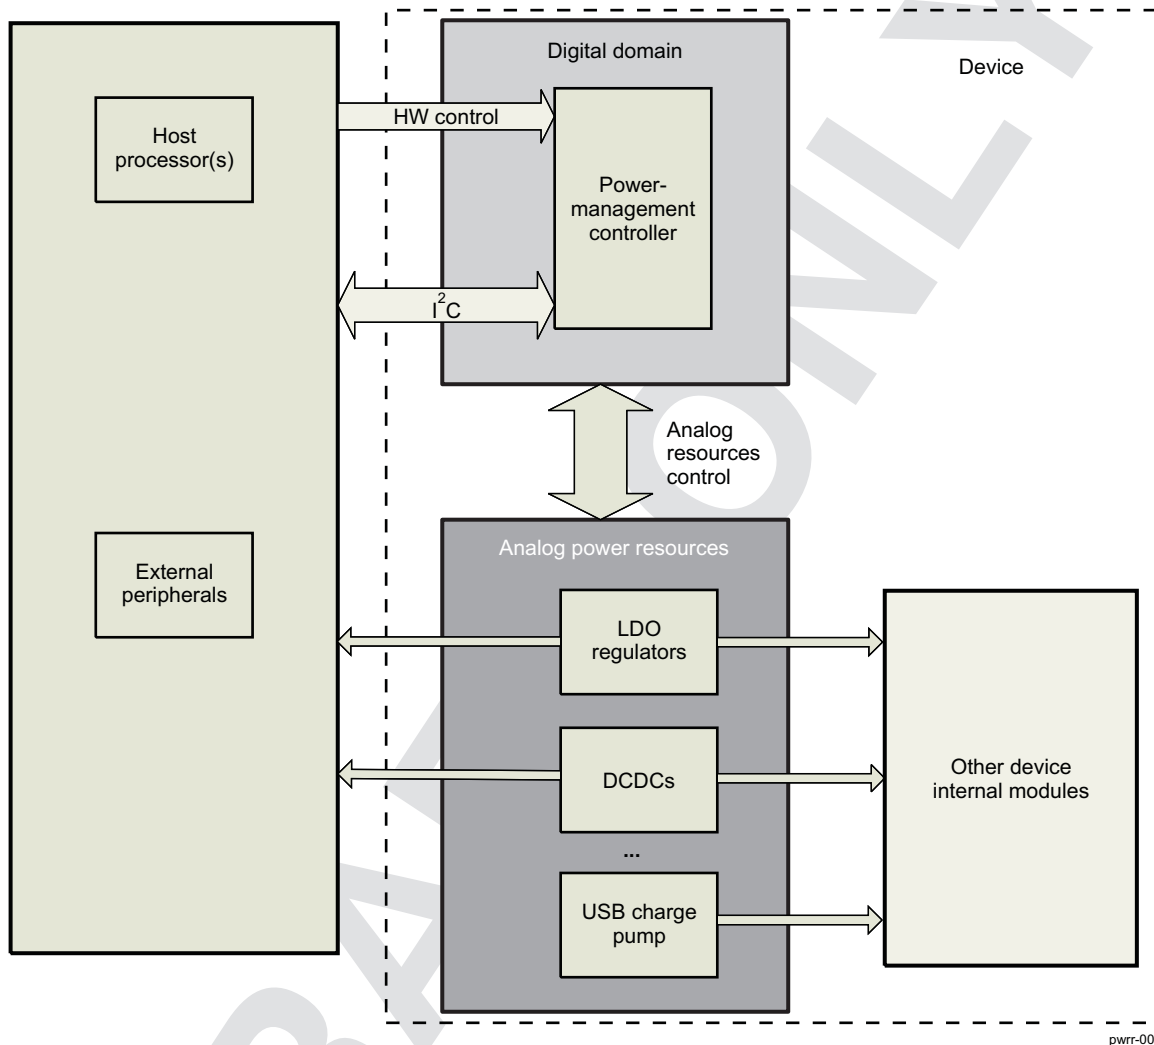 Digital domain
Device
HW control
Host
processor(s)
Power-
management
controller
I²C
Analog
resources
control
Analog power resources
External
peripherals
LDO
regulators
DCDCs
Other device
internal modules
...
USB charge
pump
pwrr-00
ONLY